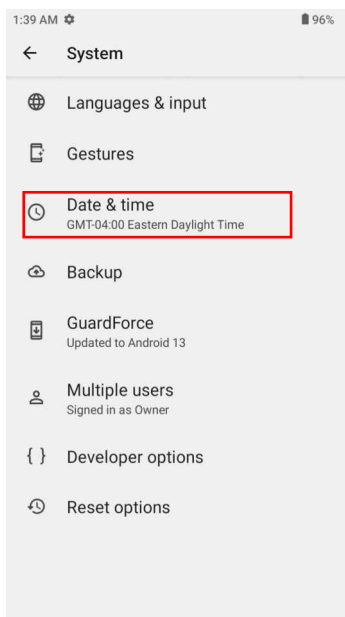 1:39 AM 96%
System
Languages & input
Gestures
Date & time
GMT-04:00 Eastern Daylight Time
Backup
GuardForce
Updated to Android 13
Multiple users
Signed in as Owner
{ } Developer options
Reset options